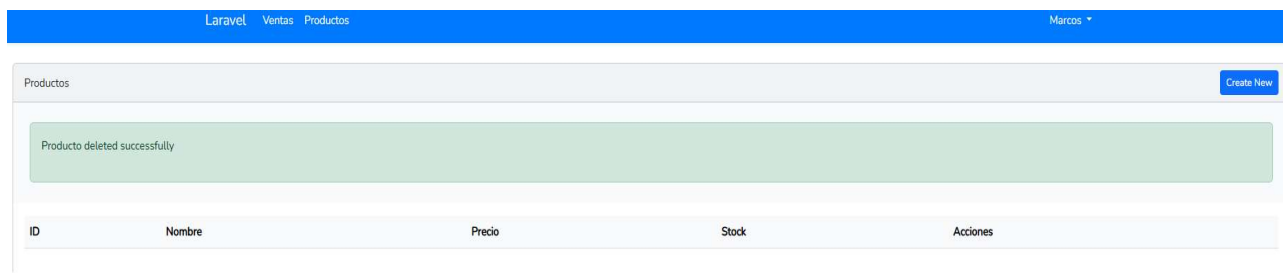 Laravel Ventas Productos Marcos
Productos Create New
Producto deleted successfully
ID Nombre Precio Stock Acciones